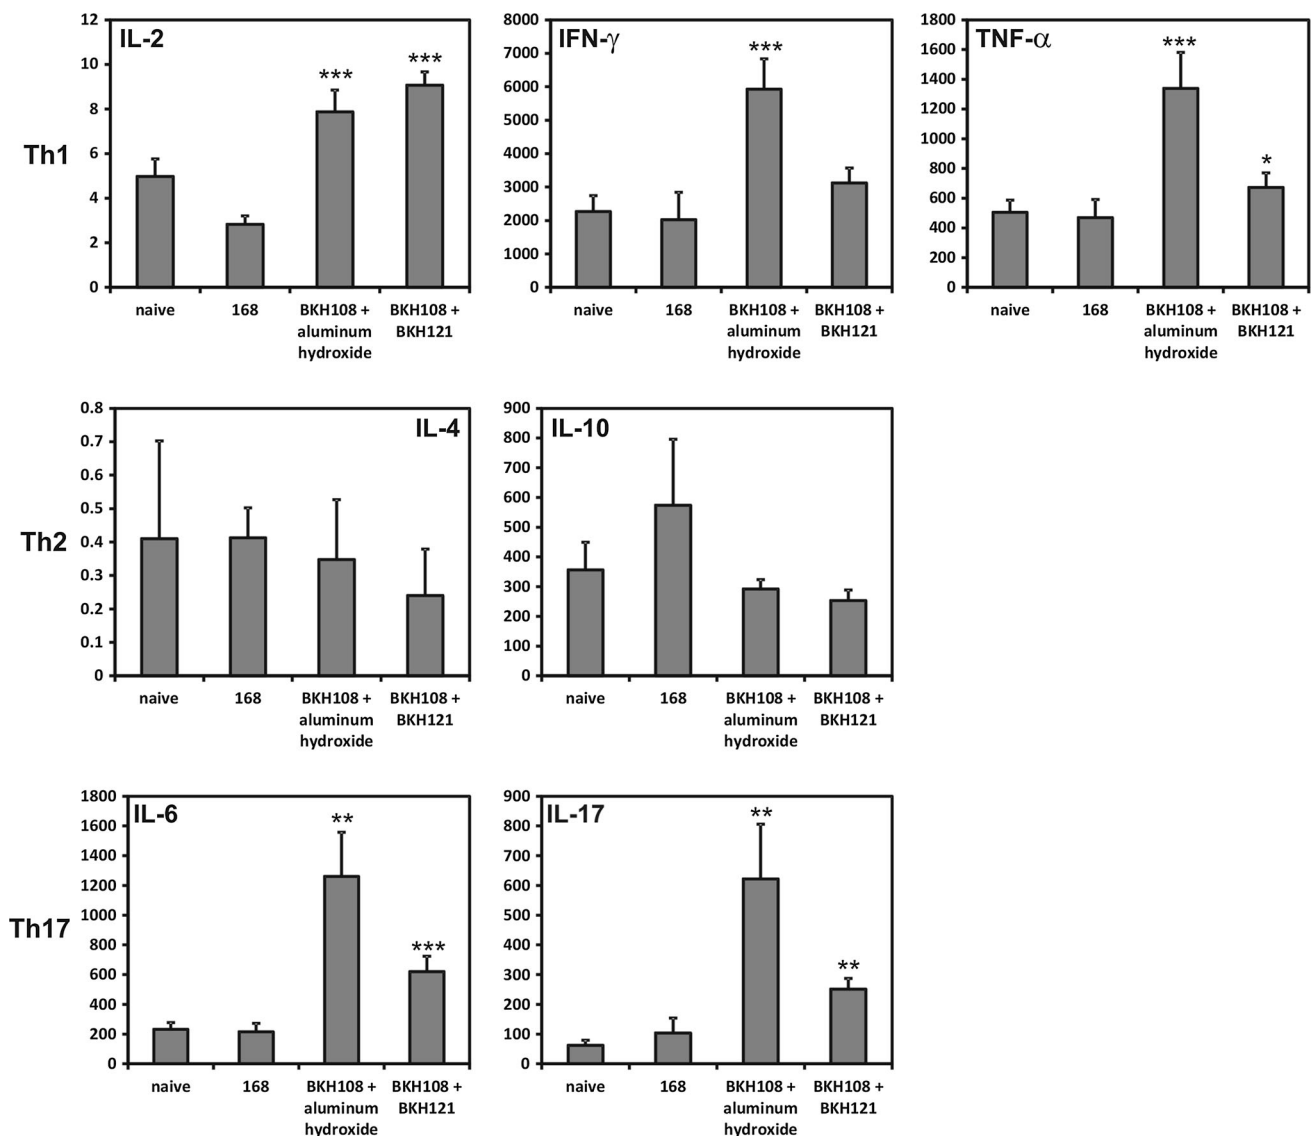 Th1
IL-2
12
10
8
6
4
2
0
***
***
naive
168
BKH108 +
aluminum
hydroxide
BKH108 +
BKH121
IFN-γ
8000
7000
6000
5000
4000
3000
2000
1000
0
***
naive
168
BKH108 +
aluminum
hydroxide
BKH108 +
BKH121
TNF-α
1800
1600
1400
1200
1000
800
600
400
200
0
***
*
naive
168
BKH108 +
aluminum
hydroxide
BKH108 +
BKH121
Th2
IL-4
0.8
0.7
0.6
0.5
0.4
0.3
0.2
0.1
0
naive
168
BKH108 +
aluminum
hydroxide
BKH108 +
BKH121
IL-10
900
800
700
600
500
400
300
200
100
0
naive
168
BKH108 +
aluminum
hydroxide
BKH108 +
BKH121
Th17
IL-6
1800
1600
1400
1200
1000
800
600
400
200
0
**
***
naive
168
BKH108 +
aluminum
hydroxide
BKH108 +
BKH121
IL-17
900
800
700
600
500
400
300
200
100
0
**
**
naive
168
BKH108 +
aluminum
hydroxide
BKH108 +
BKH121